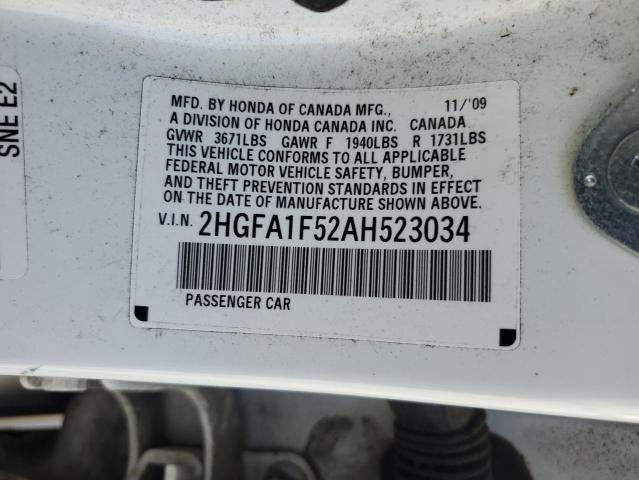 SNE E2
MFD. BY HONDA OF CANADA MFG., 11/'09
A DIVISION OF HONDA CANADA INC. CANADA
GVWR 3671LBS GAWR F 1940LBS R 1731LBS
THIS VEHICLE CONFORMS TO ALL APPLICABLE
FEDERAL MOTOR VEHICLE SAFETY, BUMPER,
AND THEFT PREVENTION STANDARDS IN EFFECT
ON THE DATE OF MANUFACTURE SHOWN ABOVE.
V.I.N. 2HGFA1F52AH523034
PASSENGER CAR